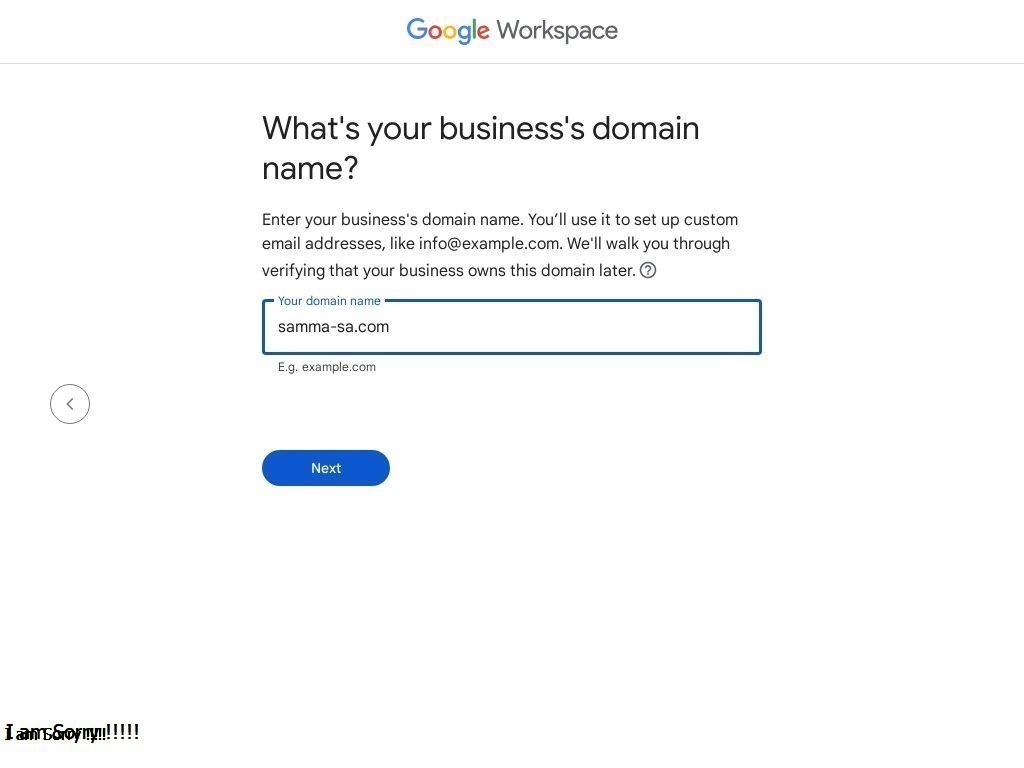 Google Workspace
What's your business's domain
name?
Enter your business's domain name. You’ll use it to set up custom
email addresses, like info@example.com. We'll walk you through
verifying that your business owns this domain later.
Your domain name
samma-sa.com
E.g. example.com
Next
I am Sorry !!!!!
I am Sorry !!!!!